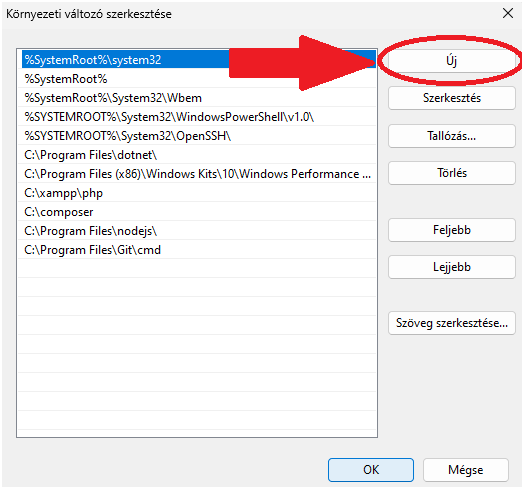 Környezeti változó szerkesztése
%SystemRoot%\system32
%SystemRoot%
%SystemRoot%\System32\Wbem
%SYSTEMROOT%\System32\WindowsPowerShell\v1.0\
%SYSTEMROOT%\System32\OpenSSH\
C:\Program Files\dotnet\
C:\Program Files (x86)\Windows Kits\10\Windows Performance ...
C:\xampp\php
C:\composer
C:\Program Files\nodejs\
C:\Program Files\Git\cmd
Új
Szerkesztés
Tallózás...
Törlés
Feljebb
Lejjebb
Szöveg szerkesztése...
OK
Mégse